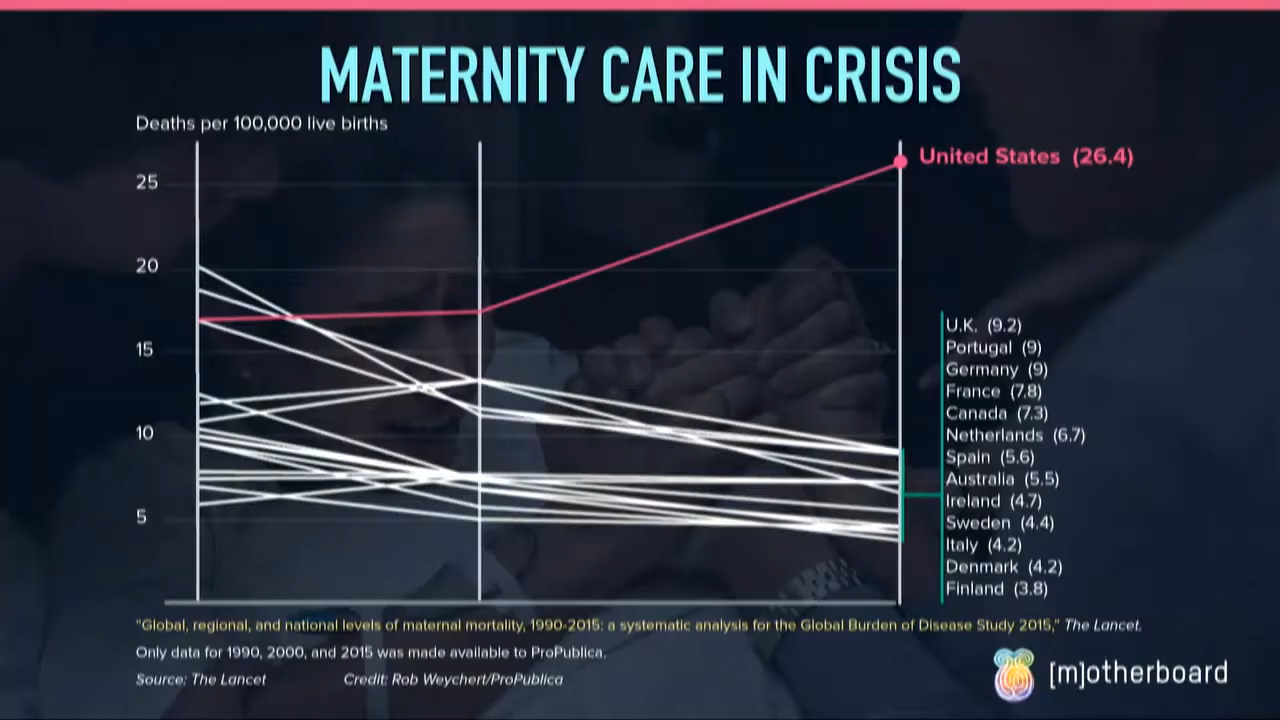 MATERNITY CARE IN CRISIS
Deaths per 100,000 live births
United States (26.4)
25
20
15
10
5
U.K. (9.2)
Portugal (9)
Germany (9)
France (7.8)
Canada (7.3)
Netherlands (6.7)
Spain (5.6)
Australia (5.5)
Ireland (4.7)
Sweden (4.4)
Italy (4.2)
Denmark (4.2)
Finland (3.8)
"Global, regional, and national levels of maternal mortality, 1990-2015: a systematic analysis for the Global Burden of Disease Study 2015," The Lancet.
Only data for 1990, 2000, and 2015 was made available to ProPublica.
Source: The Lancet Credit: Rob Weychert/ProPublica
[m]otherboard